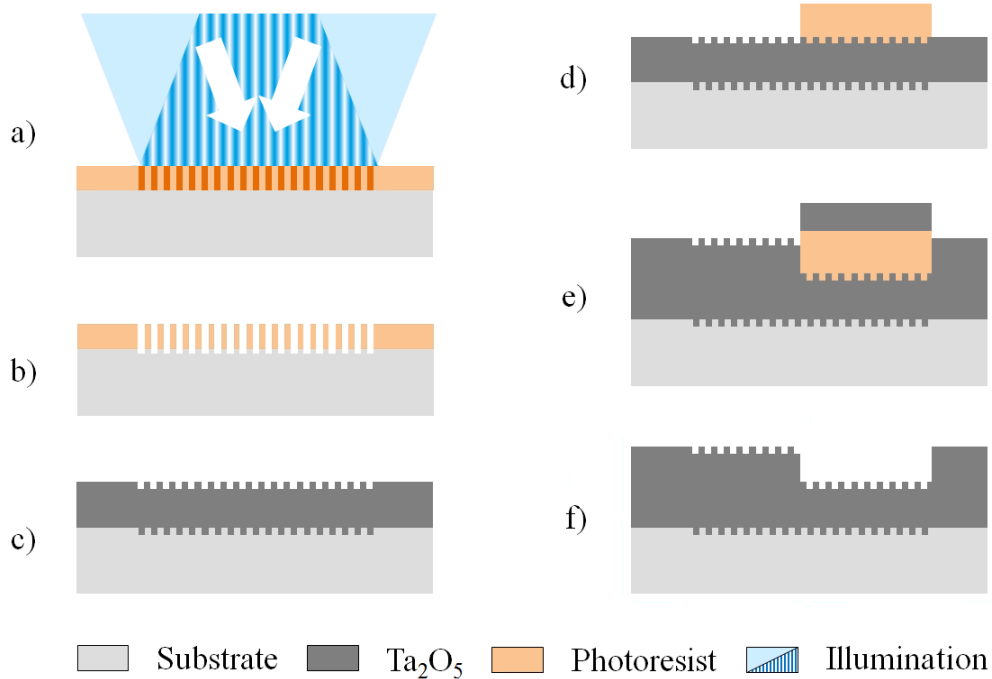 a)
b)
c)
d)
e)
f)
Substrate
Ta₂O₅
Photoresist
Illumination